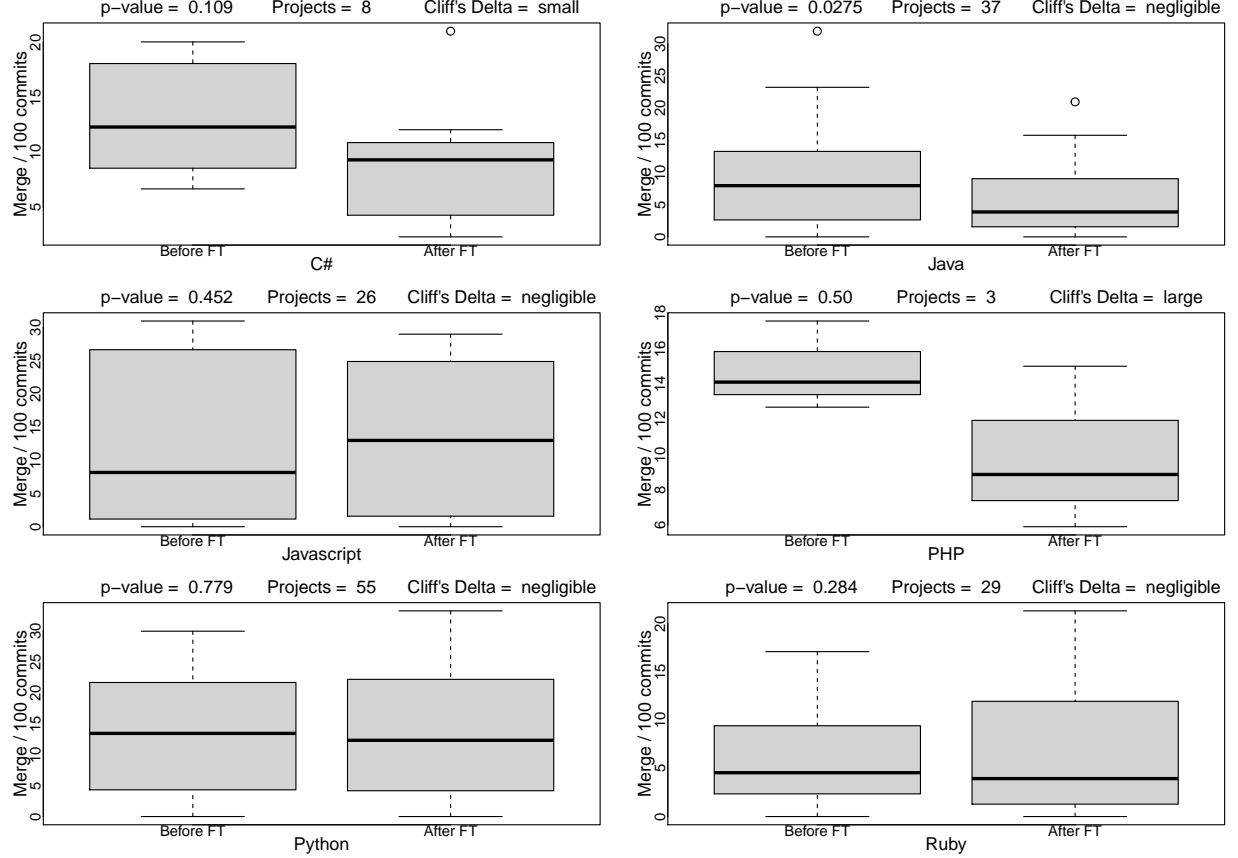 p−value = 0.109 Projects = 8 Cliff's Delta = small
Merge / 100 commits
20
15
10
5
Before FT After FT
C#
p−value = 0.0275 Projects = 37 Cliff's Delta = negligible
Merge / 100 commits
30
25
20
15
10
5
0
Before FT After FT
Java
p−value = 0.452 Projects = 26 Cliff's Delta = negligible
Merge / 100 commits
30
25
20
15
10
5
0
Before FT After FT
Javascript
p−value = 0.50 Projects = 3 Cliff's Delta = large
Merge / 100 commits
18
16
14
12
10
8
6
Before FT After FT
PHP
p−value = 0.779 Projects = 55 Cliff's Delta = negligible
Merge / 100 commits
30
25
20
15
10
5
0
Before FT After FT
Python
p−value = 0.284 Projects = 29 Cliff's Delta = negligible
Merge / 100 commits
20
15
10
5
0
Before FT After FT
Ruby